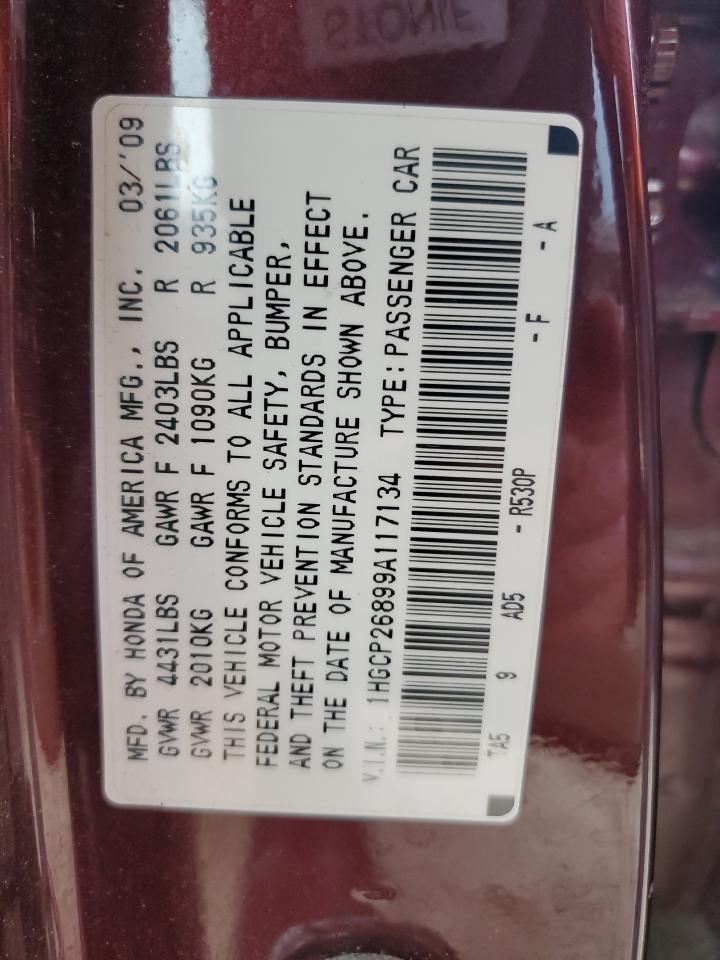 MFD. BY HONDA OF AMERICA MFG., INC. 03/'09
GVWR 4431LBS GAWR F 2403LBS R 2061LBS
GVWR 2010KG GAWR F 1090KG R 935KG
THIS VEHICLE CONFORMS TO ALL APPLICABLE
FEDERAL MOTOR VEHICLE SAFETY, BUMPER,
AND THEFT PREVENTION STANDARDS IN EFFECT
ON THE DATE OF MANUFACTURE SHOWN ABOVE.
V.I.N.: 1HGCP26899A117134 TYPE:PASSENGER CAR
TA5 9 AD5 - R530P - F - A